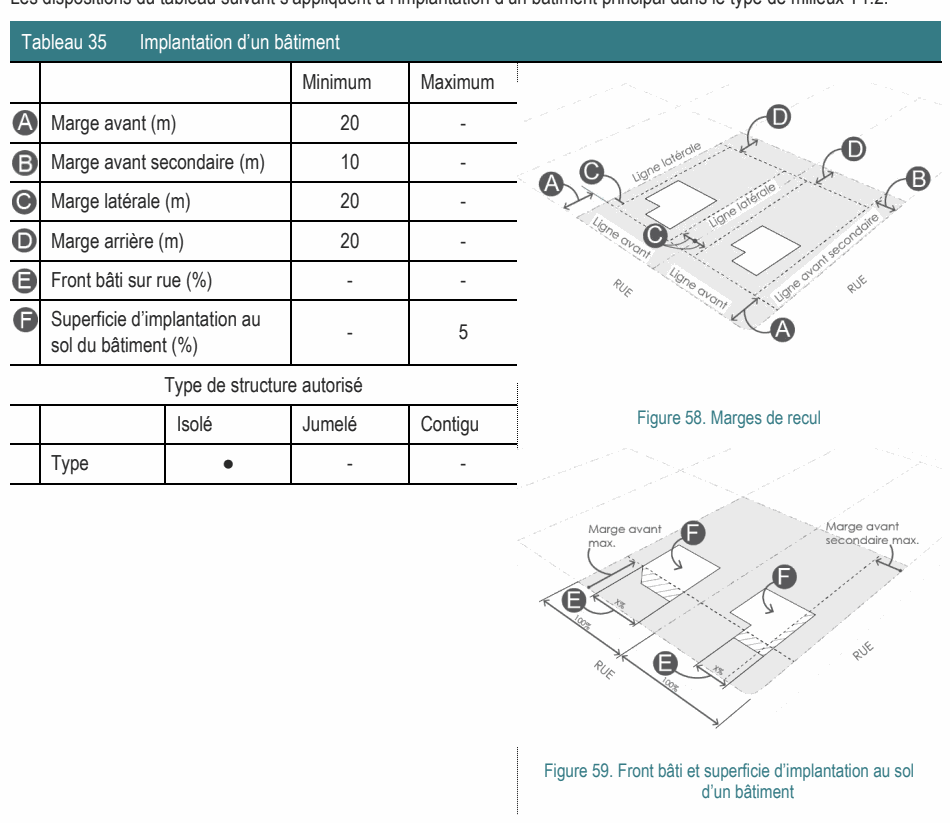 Les dispositions du tableau suivant s'appliquent à l'implantation d'un bâtiment principal dans le type de milieux T1.2.
Tableau 35 Implantation d'un bâtiment
Minimum Maximum
A Marge avant (m) 20 -
B Marge avant secondaire (m) 10 -
C Marge latérale (m) 20 -
D Marge arrière (m) 20 -
E Front bâti sur rue (%) - -
F Superficie d'implantation au
sol du bâtiment (%) - 5
Type de structure autorisé
Isolé Jumelé Contigu
Type ● - -
D
D
Ligne latérale
C
A
B
Ligne latérale
Ligne avant
C
Ligne avant secondaire
Ligne avant
RUE
RUE
A
Figure 58. Marges de recul
Marge avant
max.
F
Marge avant
secondaire max.
F
E
X%
100%
E
X%
100%
RUE
RUE
Figure 59. Front bâti et superficie d'implantation au sol
d'un bâtiment